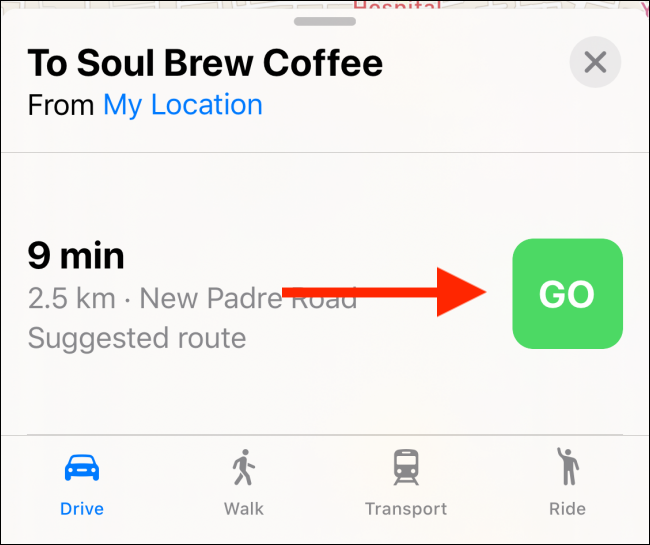 Hospital
To Soul Brew Coffee
From My Location
9 min
2.5 km · New Padre Road
Suggested route
GO
Drive
Walk
Transport
Ride